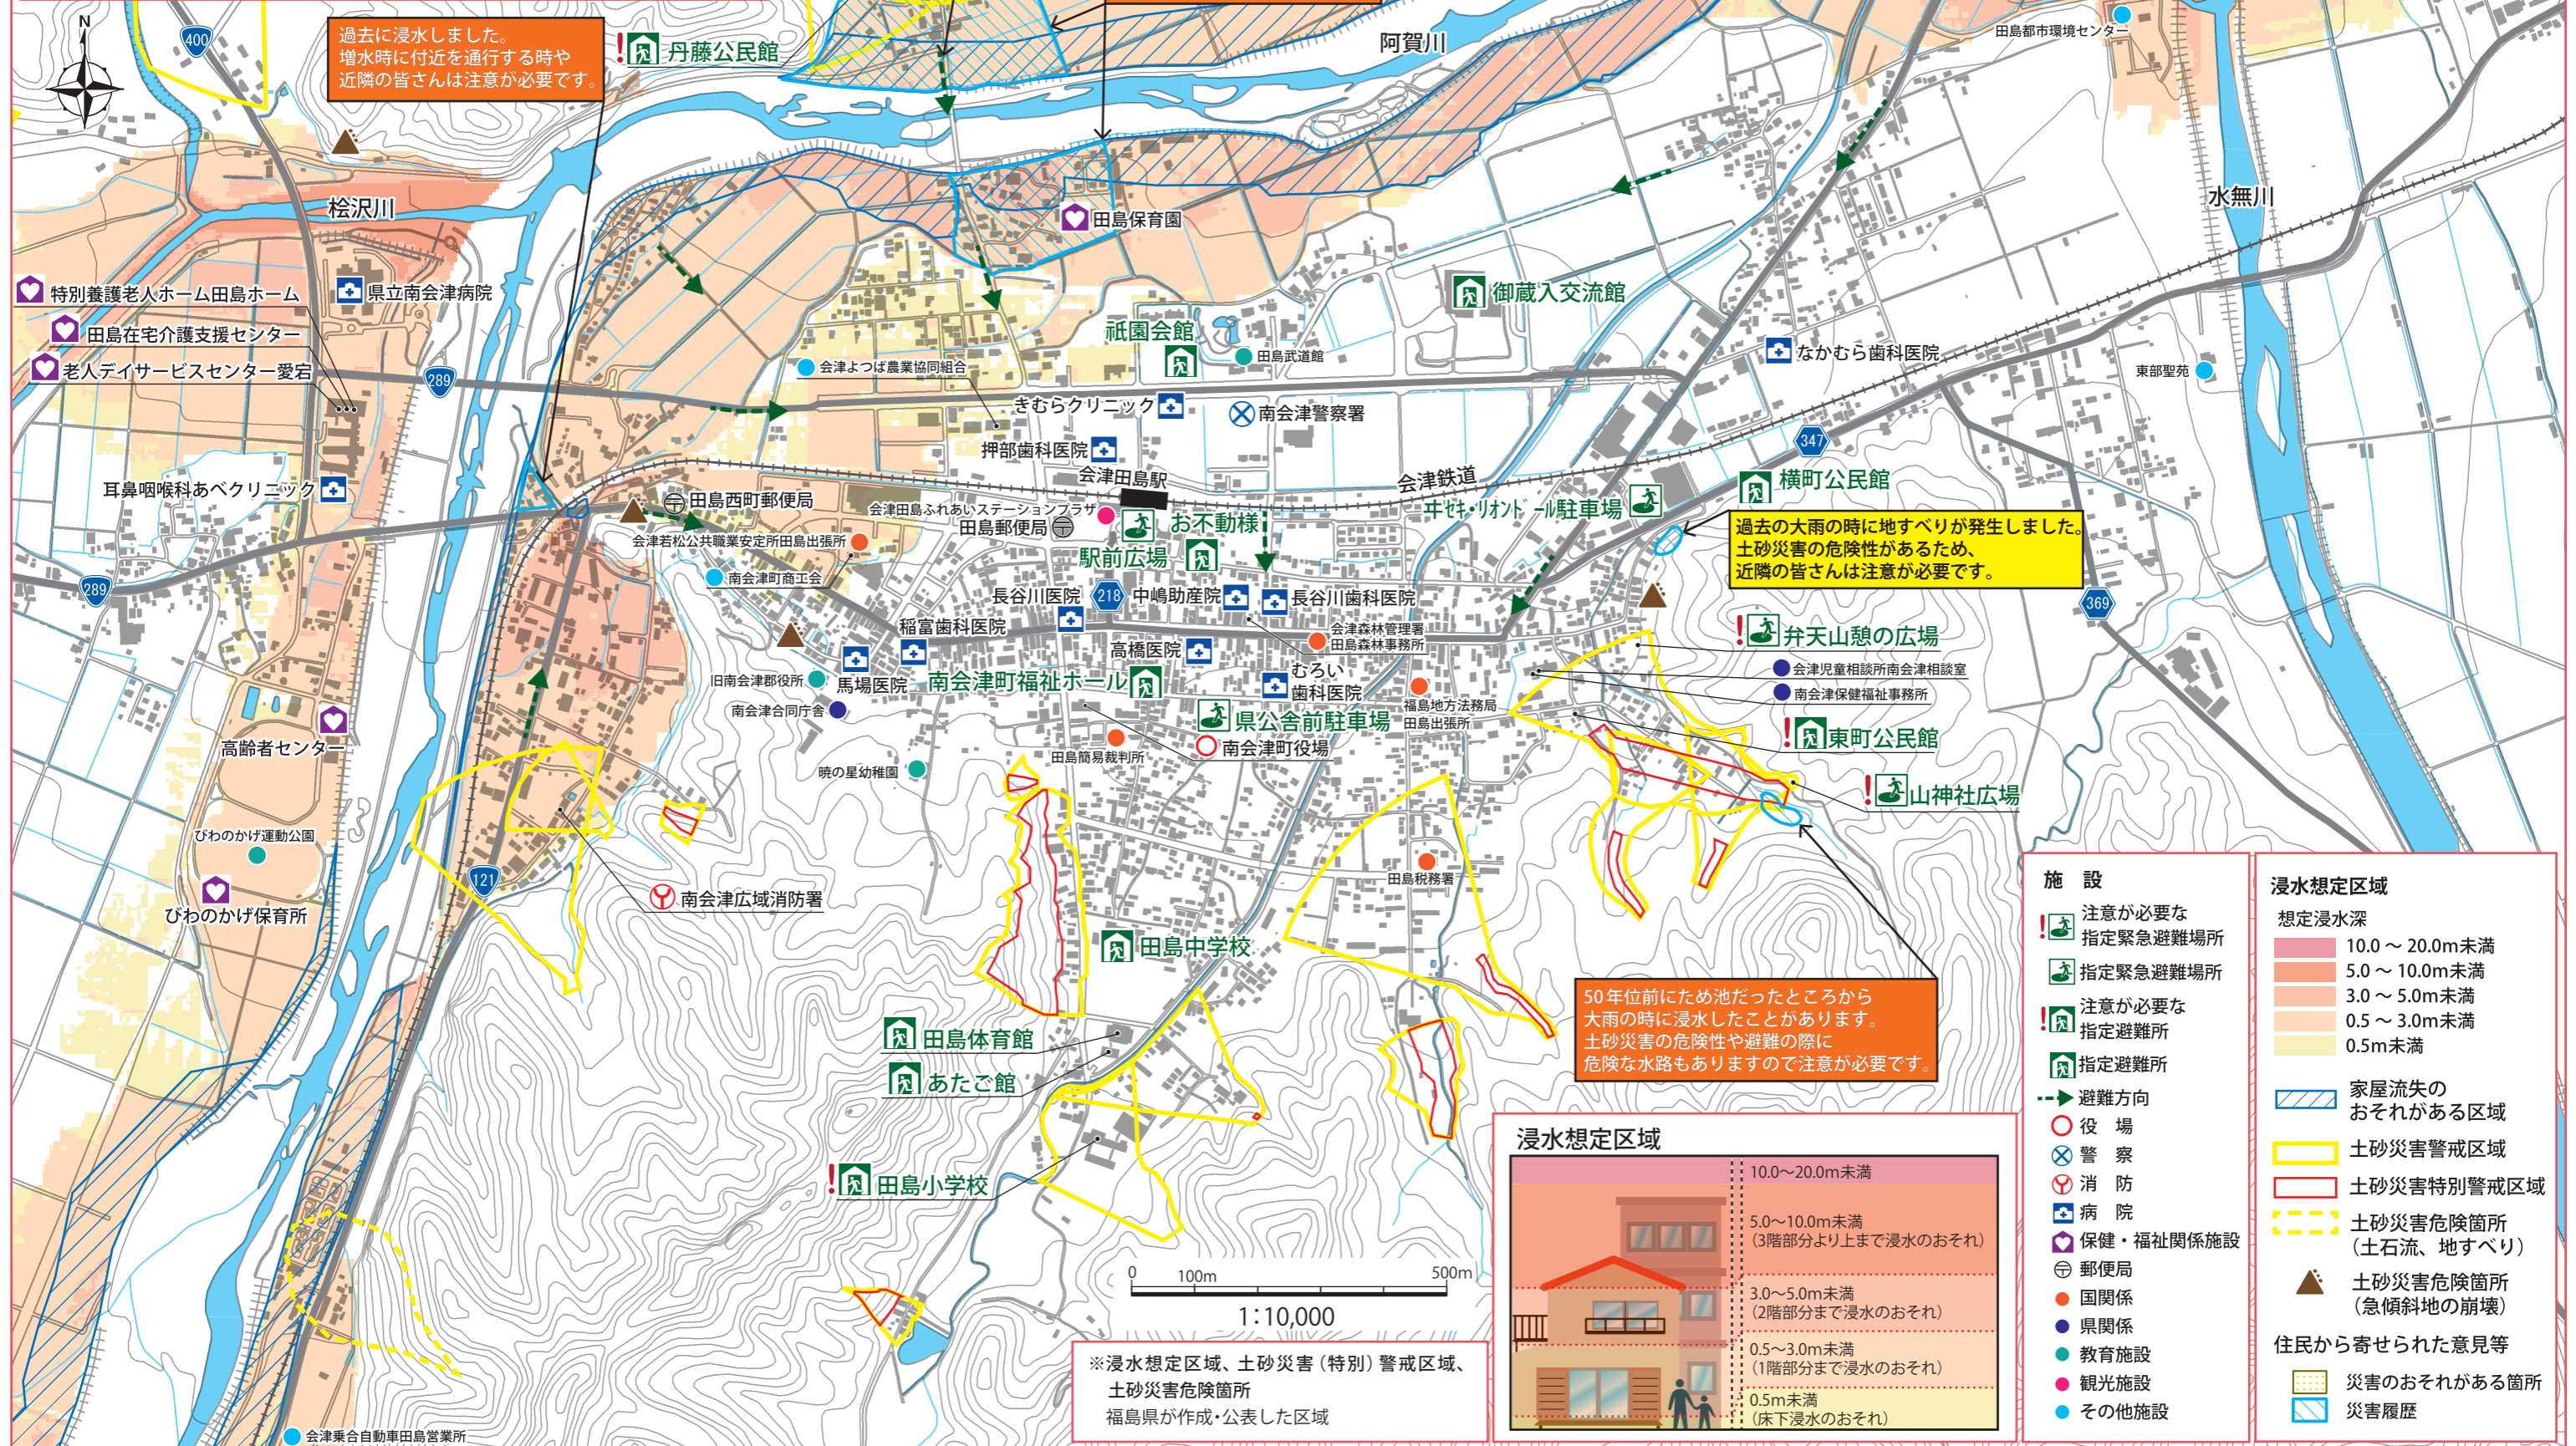 N
400
過去に浸水しました。
増水時に付近を通行する時や
近隣の皆さんは注意が必要です。
丹藤公民館
阿賀川
田島都市環境センター
桧沢川
水無川
田島保育園
特別養護老人ホーム田島ホーム
県立南会津病院
田島在宅介護支援センター
老人デイサービスセンター愛宕
289
御蔵入交流館
祇園会館
田島武道館
会津よつば農業協同組合
なかむら歯科医院
東部聖苑
きむらクリニック
南会津警察署
押部歯科医院
347
会津田島駅
会津鉄道
横町公民館
耳鼻咽喉科あべクリニック
田島西町郵便局
会津田島ふれあいステーションプラザ
田島郵便局
お不動様
ヰセキ・リオンドール駐車場
過去の大雨の時に地すべりが発生しました。
土砂災害の危険性があるため、
近隣の皆さんは注意が必要です。
会津若松公共職業安定所田島出張所
駅前広場
南会津町商工会
289
長谷川医院
218
中嶋助産院
長谷川歯科医院
369
稲富歯科医院
会津森林管理署
田島森林事務所
高橋医院
弁天山憩の広場
むろい
歯科医院
会津児童相談所南会津相談室
旧南会津郡役所
馬場医院
南会津町福祉ホール
南会津保健福祉事務所
南会津合同庁舎
県公舎前駐車場
福島地方法務局
田島出張所
東町公民館
高齢者センター
田島簡易裁判所
南会津町役場
暁の星幼稚園
山神社広場
びわのかげ運動公園
121
田島税務署
南会津広域消防署
びわのかげ保育所
田島中学校
50年位前にため池だったところから
大雨の時に浸水したことがあります。
土砂災害の危険性や避難の際に
危険な水路もありますので注意が必要です。
田島体育館
あたご館
田島小学校
会津乗合自動車田島営業所
0 100m 500m
1:10,000
※浸水想定区域、土砂災害（特別）警戒区域、
土砂災害危険箇所
福島県が作成・公表した区域
浸水想定区域
10.0～20.0m未満
5.0～10.0m未満
（3階部分より上まで浸水のおそれ）
3.0～5.0m未満
（2階部分まで浸水のおそれ）
0.5～3.0m未満
（1階部分まで浸水のおそれ）
0.5m未満
（床下浸水のおそれ）
施　設
注意が必要な
指定緊急避難場所
指定緊急避難場所
注意が必要な
指定避難所
指定避難所
避難方向
役　場
警　察
消　防
病　院
保健・福祉関係施設
郵便局
国関係
県関係
教育施設
観光施設
その他施設
浸水想定区域
想定浸水深
10.0 ～ 20.0m未満
5.0 ～ 10.0m未満
3.0 ～ 5.0m未満
0.5 ～ 3.0m未満
0.5m未満
家屋流失の
おそれがある区域
土砂災害警戒区域
土砂災害特別警戒区域
土砂災害危険箇所
（土石流、地すべり）
土砂災害危険箇所
（急傾斜地の崩壊）
住民から寄せられた意見等
災害のおそれがある箇所
災害履歴